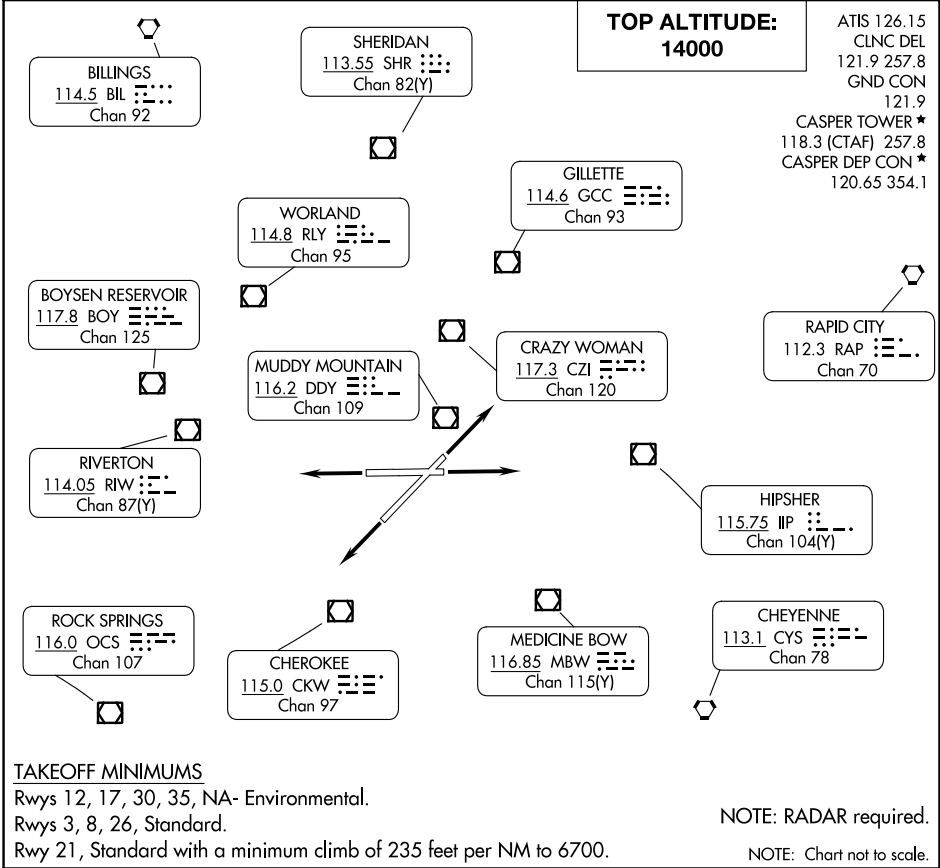 TOP ALTITUDE:
14000
ATIS 126.15
CLNC DEL
121.9 257.8
GND CON
121.9
CASPER TOWER ★
118.3 (CTAF) 257.8
CASPER DEP CON ★
120.65 354.1
BILLINGS
114.5 BIL
Chan 92
SHERIDAN
113.55 SHR
Chan 82(Y)
GILLETTE
114.6 GCC
Chan 93
WORLAND
114.8 RLY
Chan 95
BOYSEN RESERVOIR
117.8 BOY
Chan 125
RAPID CITY
112.3 RAP
Chan 70
CRAZY WOMAN
117.3 CZI
Chan 120
MUDDY MOUNTAIN
116.2 DDY
Chan 109
RIVERTON
114.05 RIW
Chan 87(Y)
HIPSHER
115.75 IIP
Chan 104(Y)
ROCK SPRINGS
116.0 OCS
Chan 107
CHEROKEE
115.0 CKW
Chan 97
MEDICINE BOW
116.85 MBW
Chan 115(Y)
CHEYENNE
113.1 CYS
Chan 78
TAKEOFF MINIMUMS
Rwys 12, 17, 30, 35, NA- Environmental.
Rwys 3, 8, 26, Standard.
Rwy 21, Standard with a minimum climb of 235 feet per NM to 6700.
NOTE: RADAR required.
NOTE: Chart not to scale.